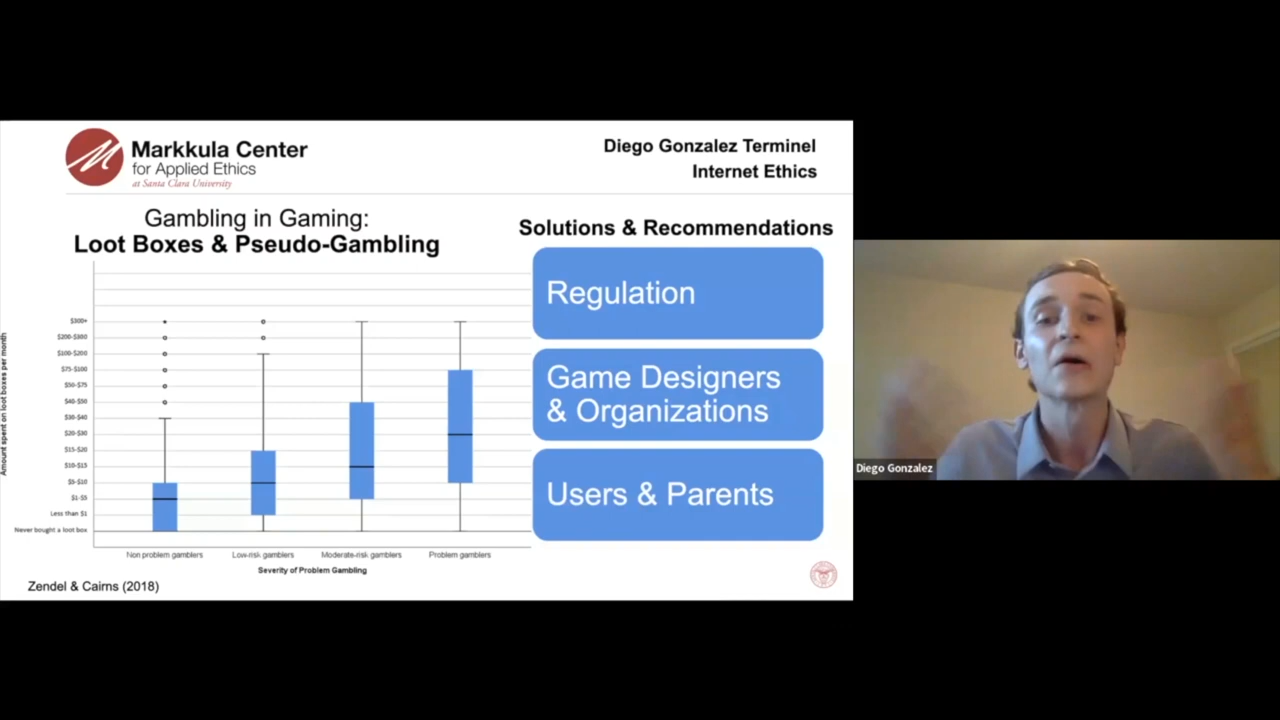 Markkula Center
for Applied Ethics
at Santa Clara University
Diego Gonzalez Terminel
Internet Ethics
Gambling in Gaming:
Loot Boxes & Pseudo-Gambling
Amount spent on loot boxes per month
$300+
$200-$300
$100-$200
$75-$100
$50-$75
$40-$50
$30-$40
$20-$30
$15-$20
$10-$15
$5-$10
$1-$5
Less than $1
Never bought a loot box
Non problem gamblers
Low-risk gamblers
Moderate-risk gamblers
Problem gamblers
Severity of Problem Gambling
Zendel & Cairns (2018)
Solutions & Recommendations
Regulation
Game Designers
& Organizations
Users & Parents
Diego Gonzalez